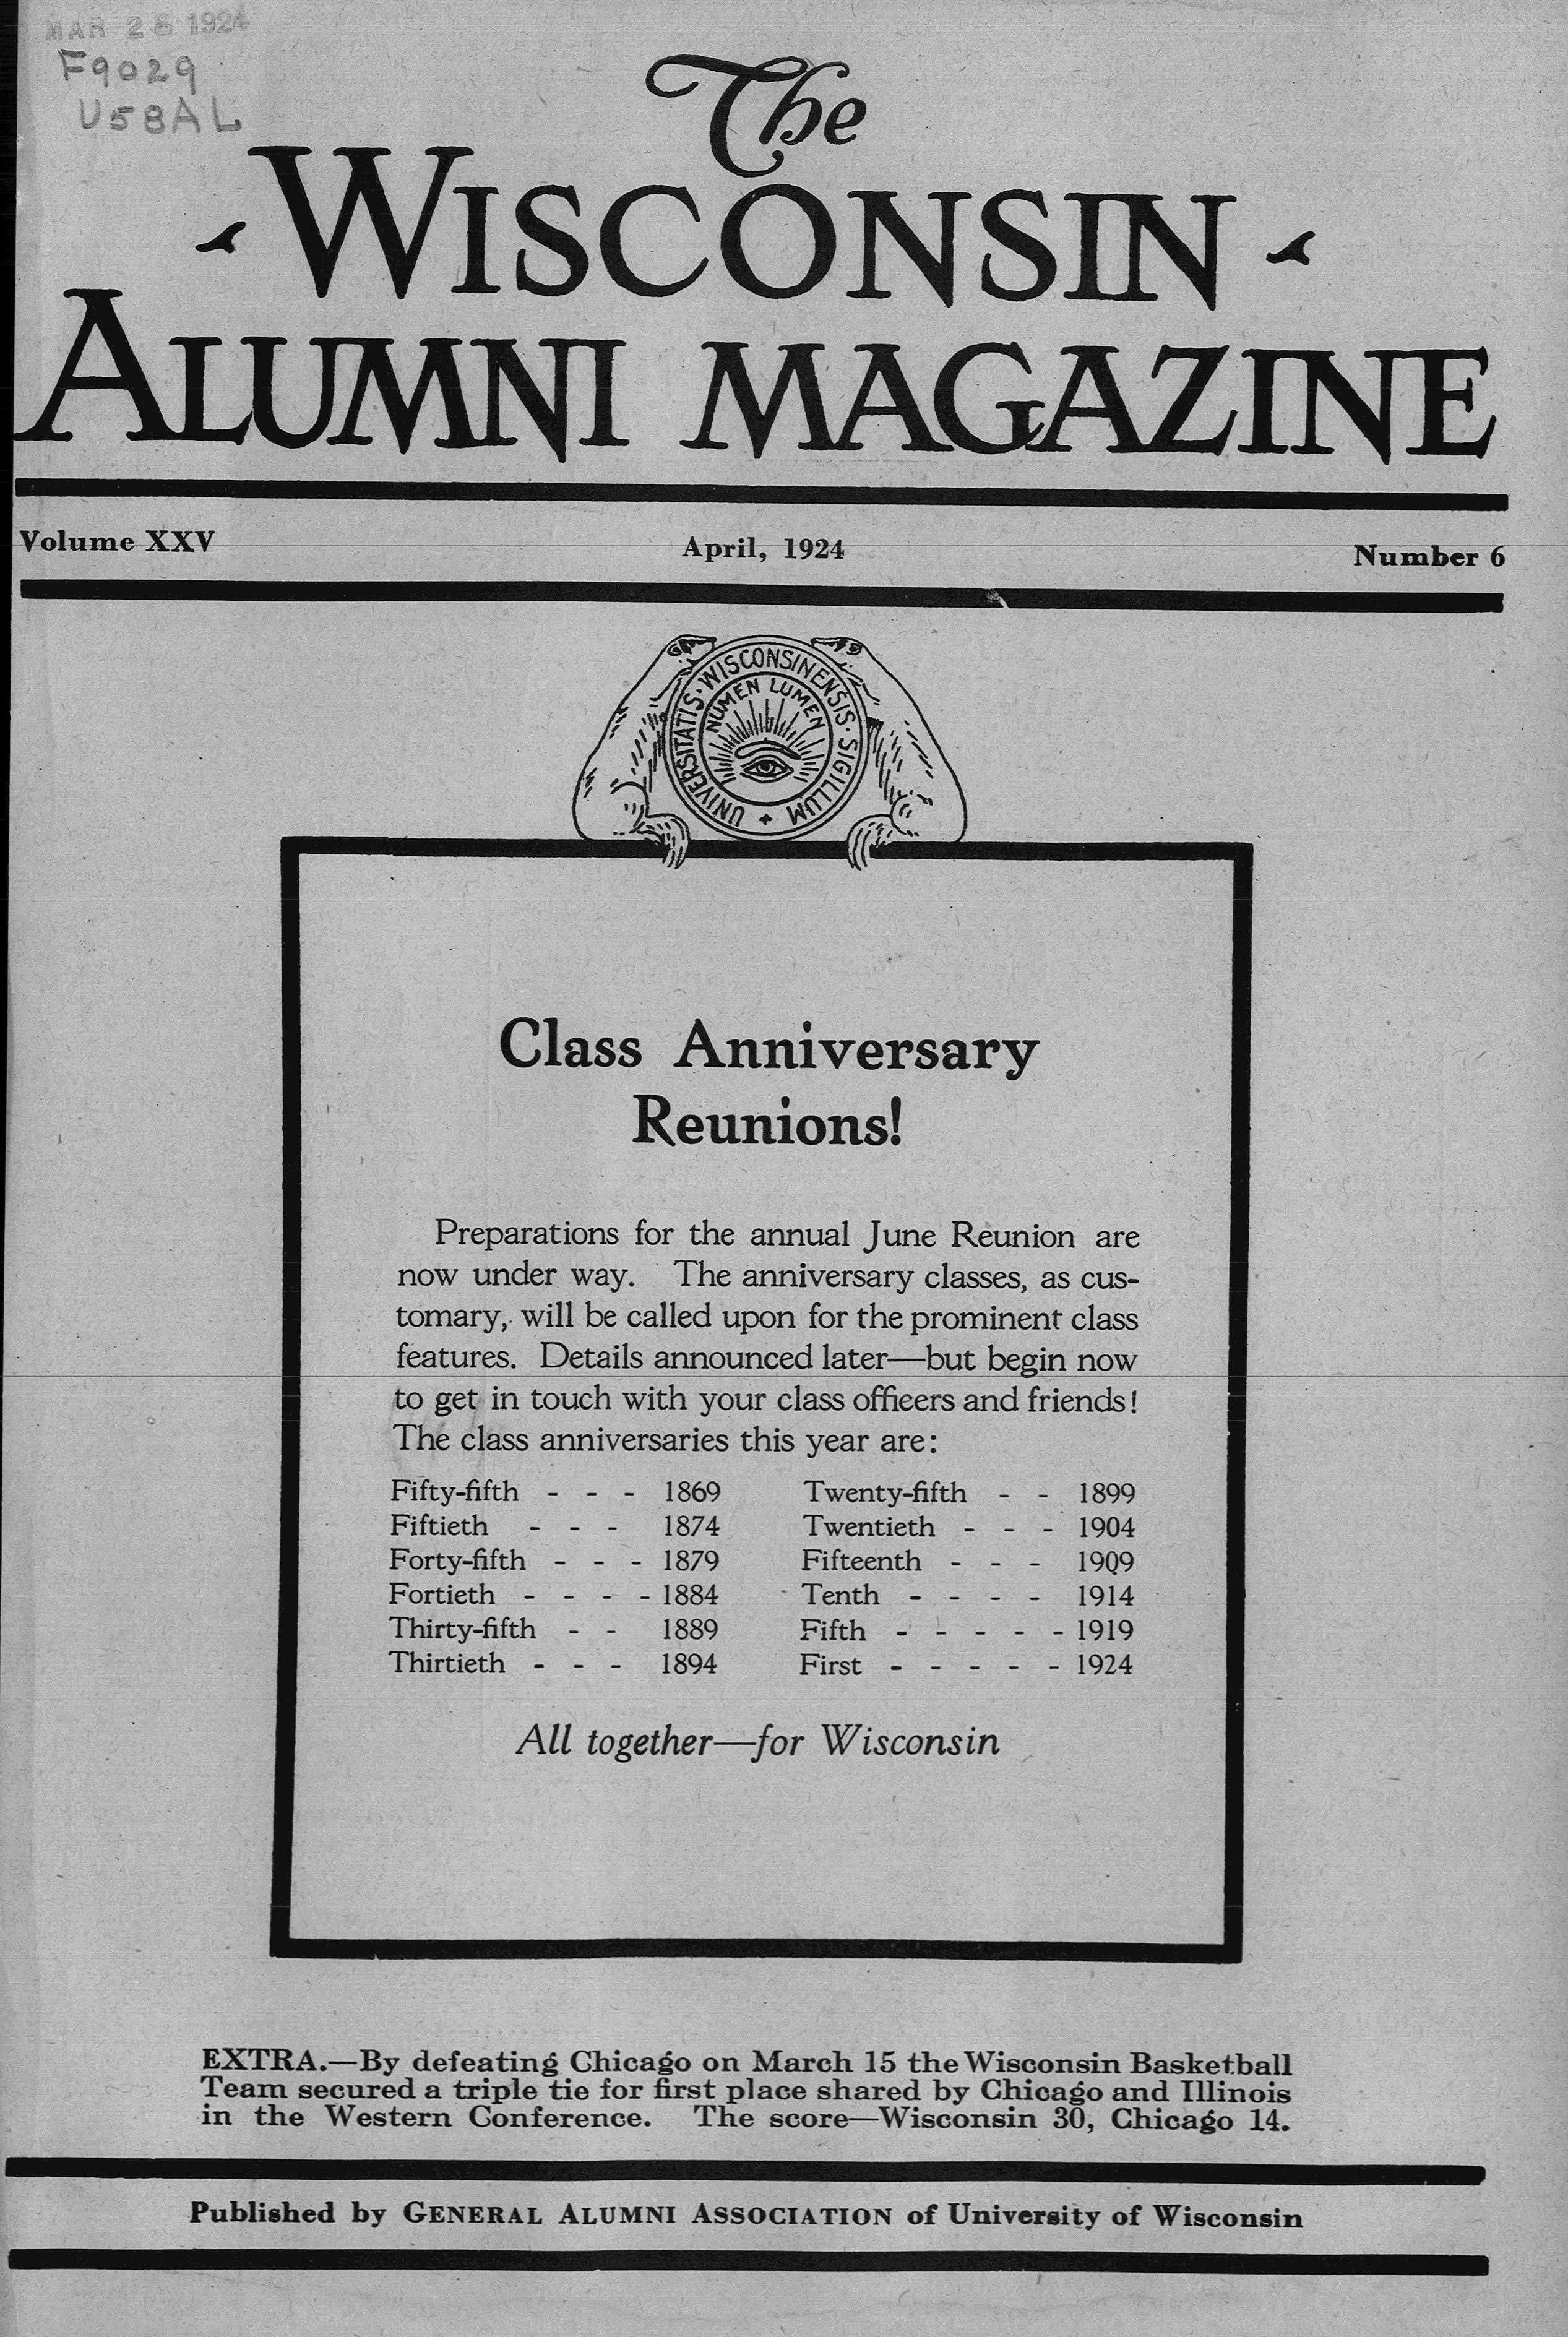 MAR 25 1924
F9029
U58AL
The
WISCONSIN
ALUMNI MAGAZINE
Volume XXV April, 1924 Number 6
UNIVERSITATIS · WISCONSINENSIS · SIGILLUM
NUMEN LUMEN
Class Anniversary
Reunions!
Preparations for the annual June Reunion are
now under way. The anniversary classes, as cus-
tomary, will be called upon for the prominent class
features. Details announced later—but begin now
to get in touch with your class officers and friends!
The class anniversaries this year are:
Fifty-fifth - - - 1869
Fiftieth - - - 1874
Forty-fifth - - - 1879
Fortieth - - - - 1884
Thirty-fifth - - 1889
Thirtieth - - - 1894
Twenty-fifth - - 1899
Twentieth - - - 1904
Fifteenth - - - 1909
Tenth - - - - 1914
Fifth - - - - - 1919
First - - - - - 1924
All together—for Wisconsin
EXTRA.—By defeating Chicago on March 15 the Wisconsin Basketball
Team secured a triple tie for first place shared by Chicago and Illinois
in the Western Conference. The score—Wisconsin 30, Chicago 14.
Published by GENERAL ALUMNI ASSOCIATION of University of Wisconsin